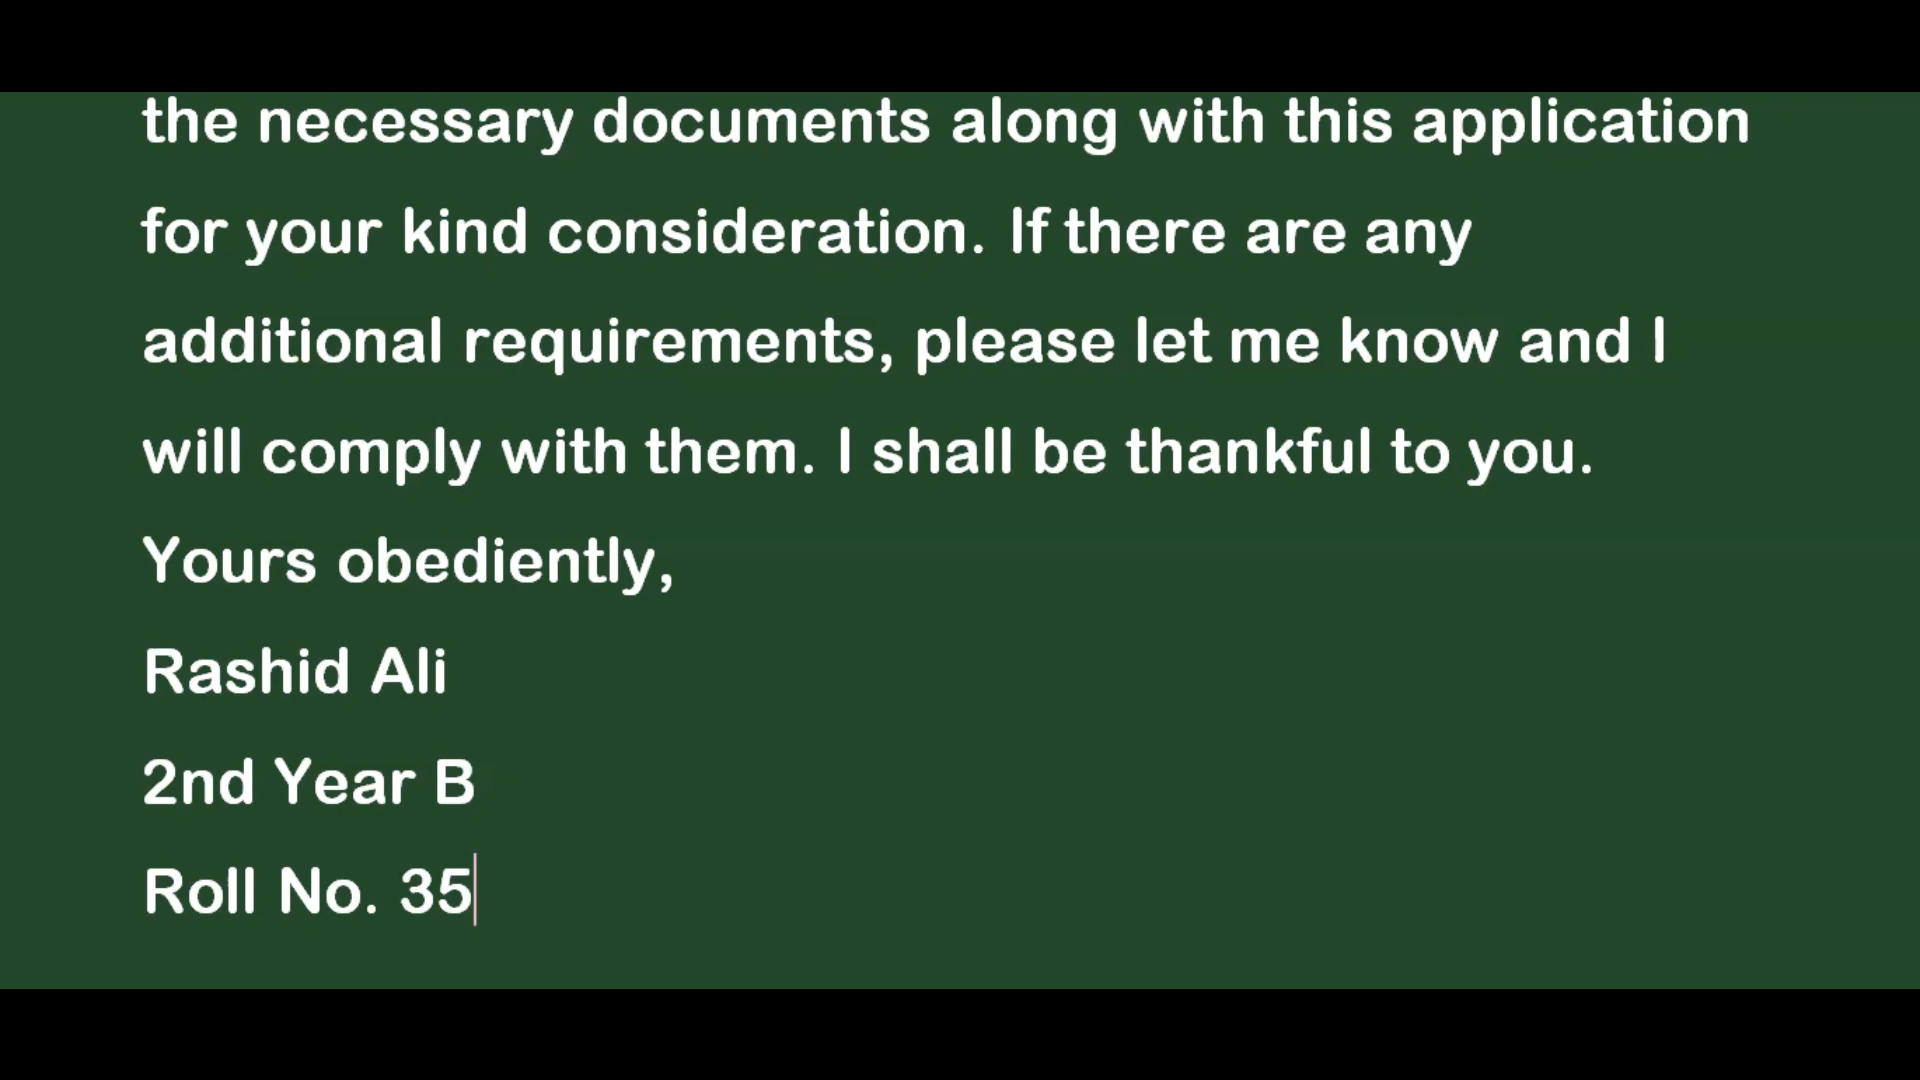 the necessary documents along with this application
for your kind consideration. If there are any
additional requirements, please let me know and I
will comply with them. I shall be thankful to you.
Yours obediently,
Rashid Ali
2nd Year B
Roll No. 35